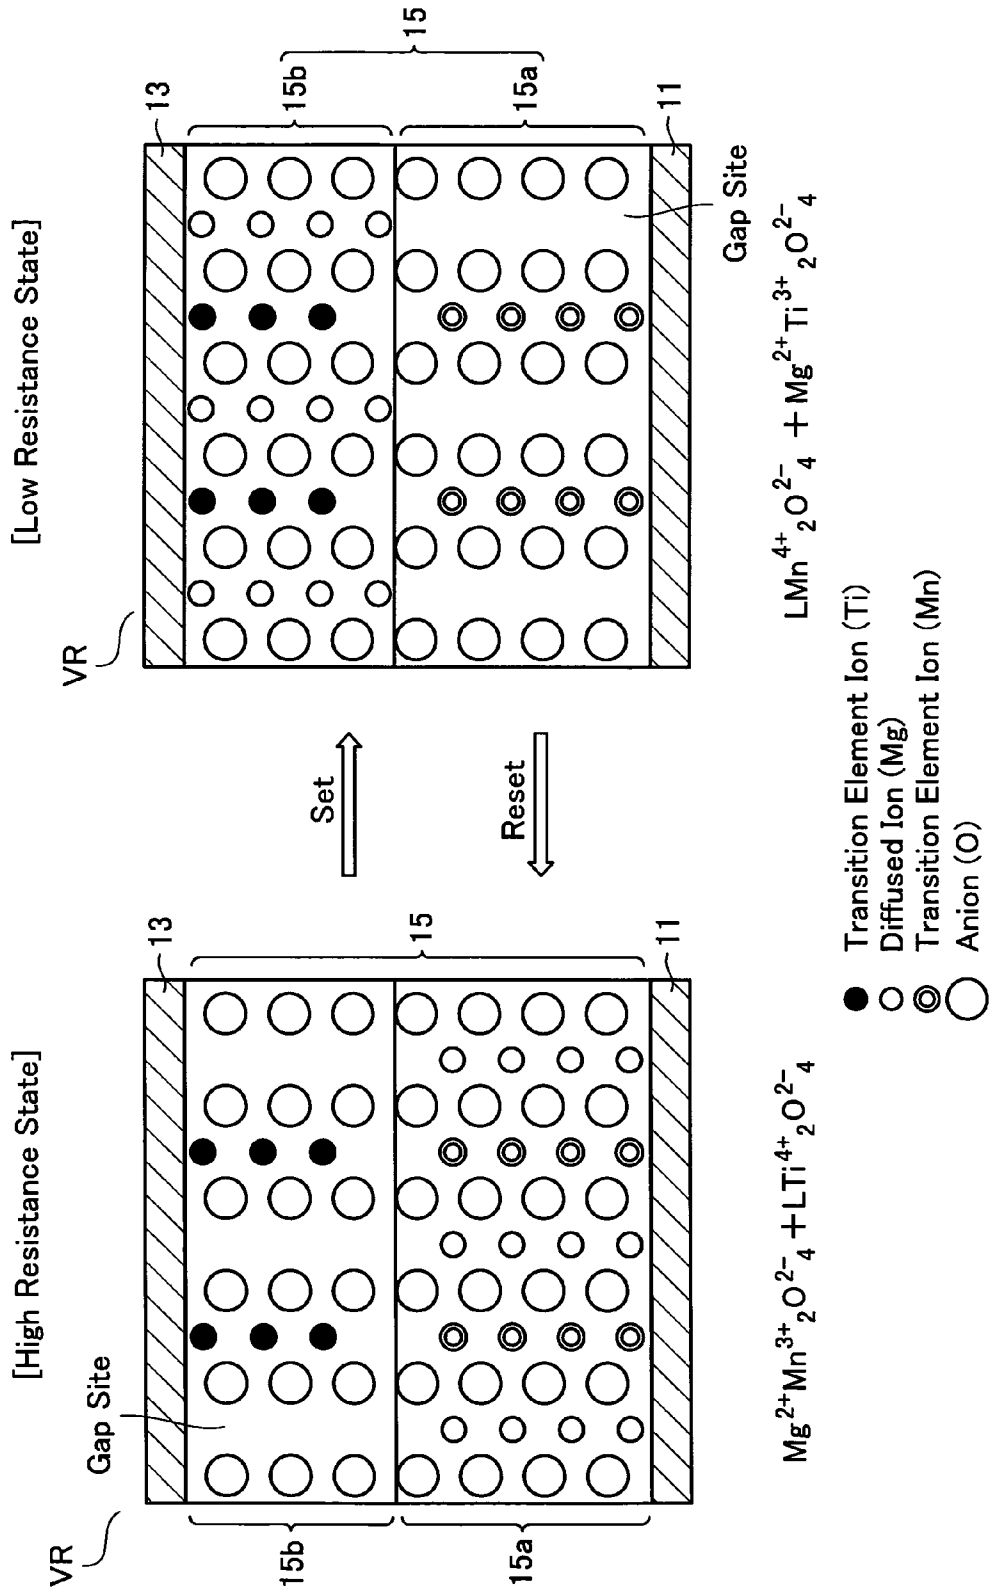 [High Resistance State]
VR
Gap Site
13
15b
15a
15
11
Mg²⁺Mn³⁺₂O²⁻₄+LTi⁴⁺₂O²⁻₄
Set
Reset
[Low Resistance State]
VR
13
15b
15a
15
11
Gap Site
LMn⁴⁺₂O²⁻₄ + Mg²⁺Ti³⁺₂O²⁻₄
Transition Element Ion (Ti)
Diffused Ion (Mg)
Transition Element Ion (Mn)
Anion (O)